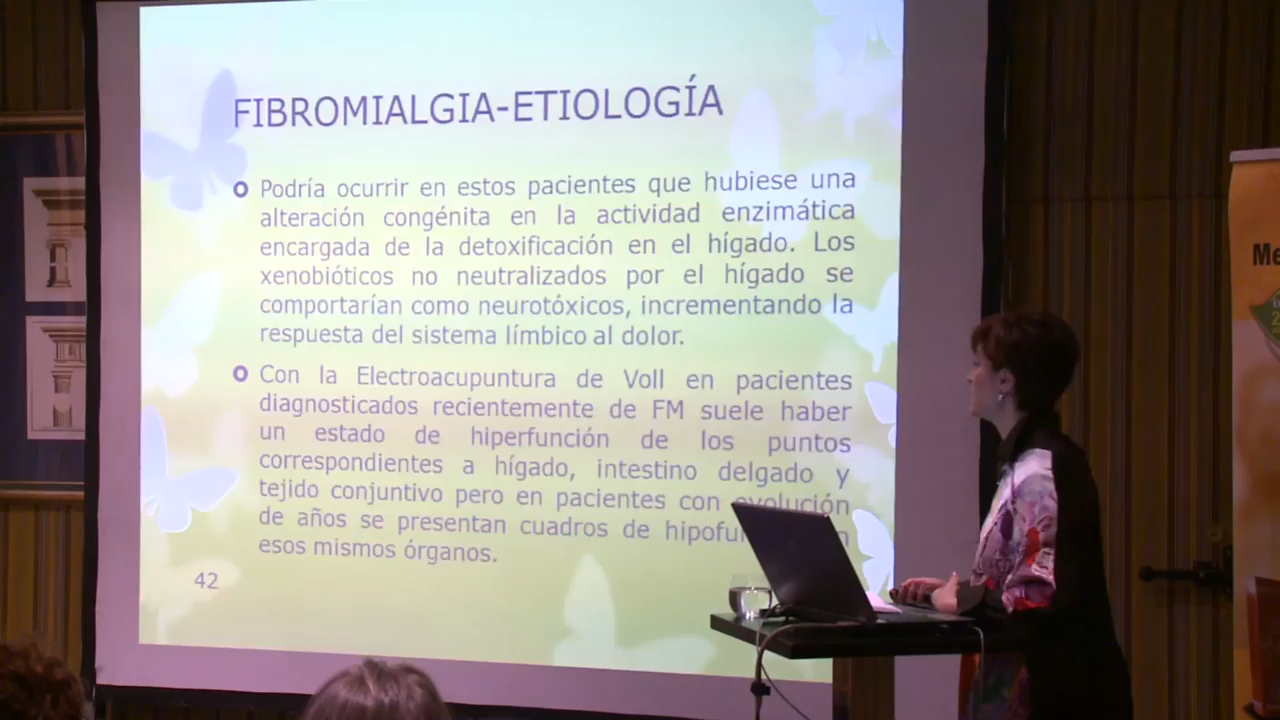 FIBROMIALGIA-ETIOLOGÍA
Podría ocurrir en estos pacientes que hubiese una
alteración congénita en la actividad enzimática
encargada de la detoxificación en el hígado. Los
xenobióticos no neutralizados por el hígado se
comportarían como neurotóxicos, incrementando la
respuesta del sistema límbico al dolor.
Con la Electroacupuntura de Voll en pacientes
diagnosticados recientemente de FM suele haber
un estado de hiperfunción de los puntos
correspondientes a hígado, intestino delgado y
tejido conjuntivo pero en pacientes con evolución
de años se presentan cuadros de
esos mismos órganos.
42